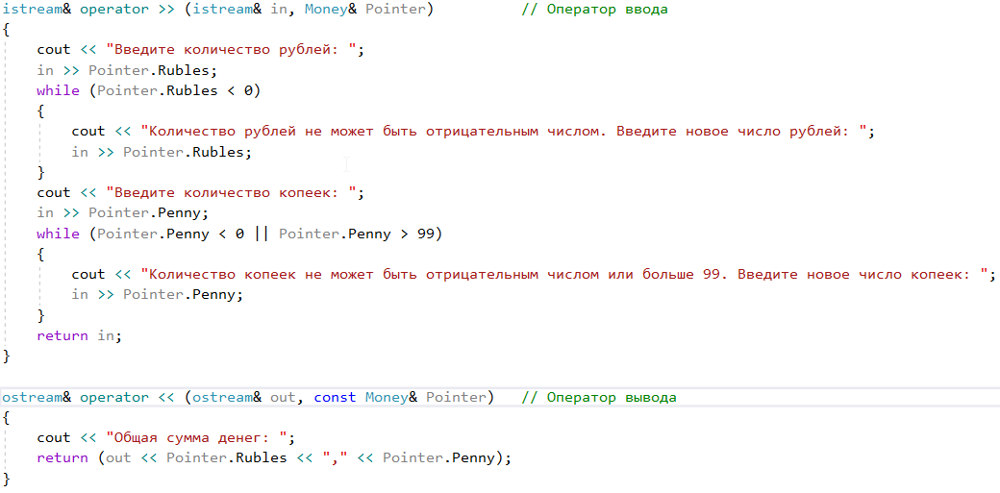 istream& operator >> (istream& in, Money& Pointer)          // Оператор ввода
{
    cout << "Введите количество рублей: ";
    in >> Pointer.Rubles;
    while (Pointer.Rubles < 0)
    {
        cout << "Количество рублей не может быть отрицательным числом. Введите новое число рублей: ";
        in >> Pointer.Rubles;
    }
    cout << "Введите количество копеек: ";
    in >> Pointer.Penny;
    while (Pointer.Penny < 0 || Pointer.Penny > 99)
    {
        cout << "Количество копеек не может быть отрицательным числом или больше 99. Введите новое число копеек: ";
        in >> Pointer.Penny;
    }
    return in;
}
ostream& operator << (ostream& out, const Money& Pointer)   // Оператор вывода
{
    cout << "Общая сумма денег: ";
    return (out << Pointer.Rubles << "," << Pointer.Penny);
}